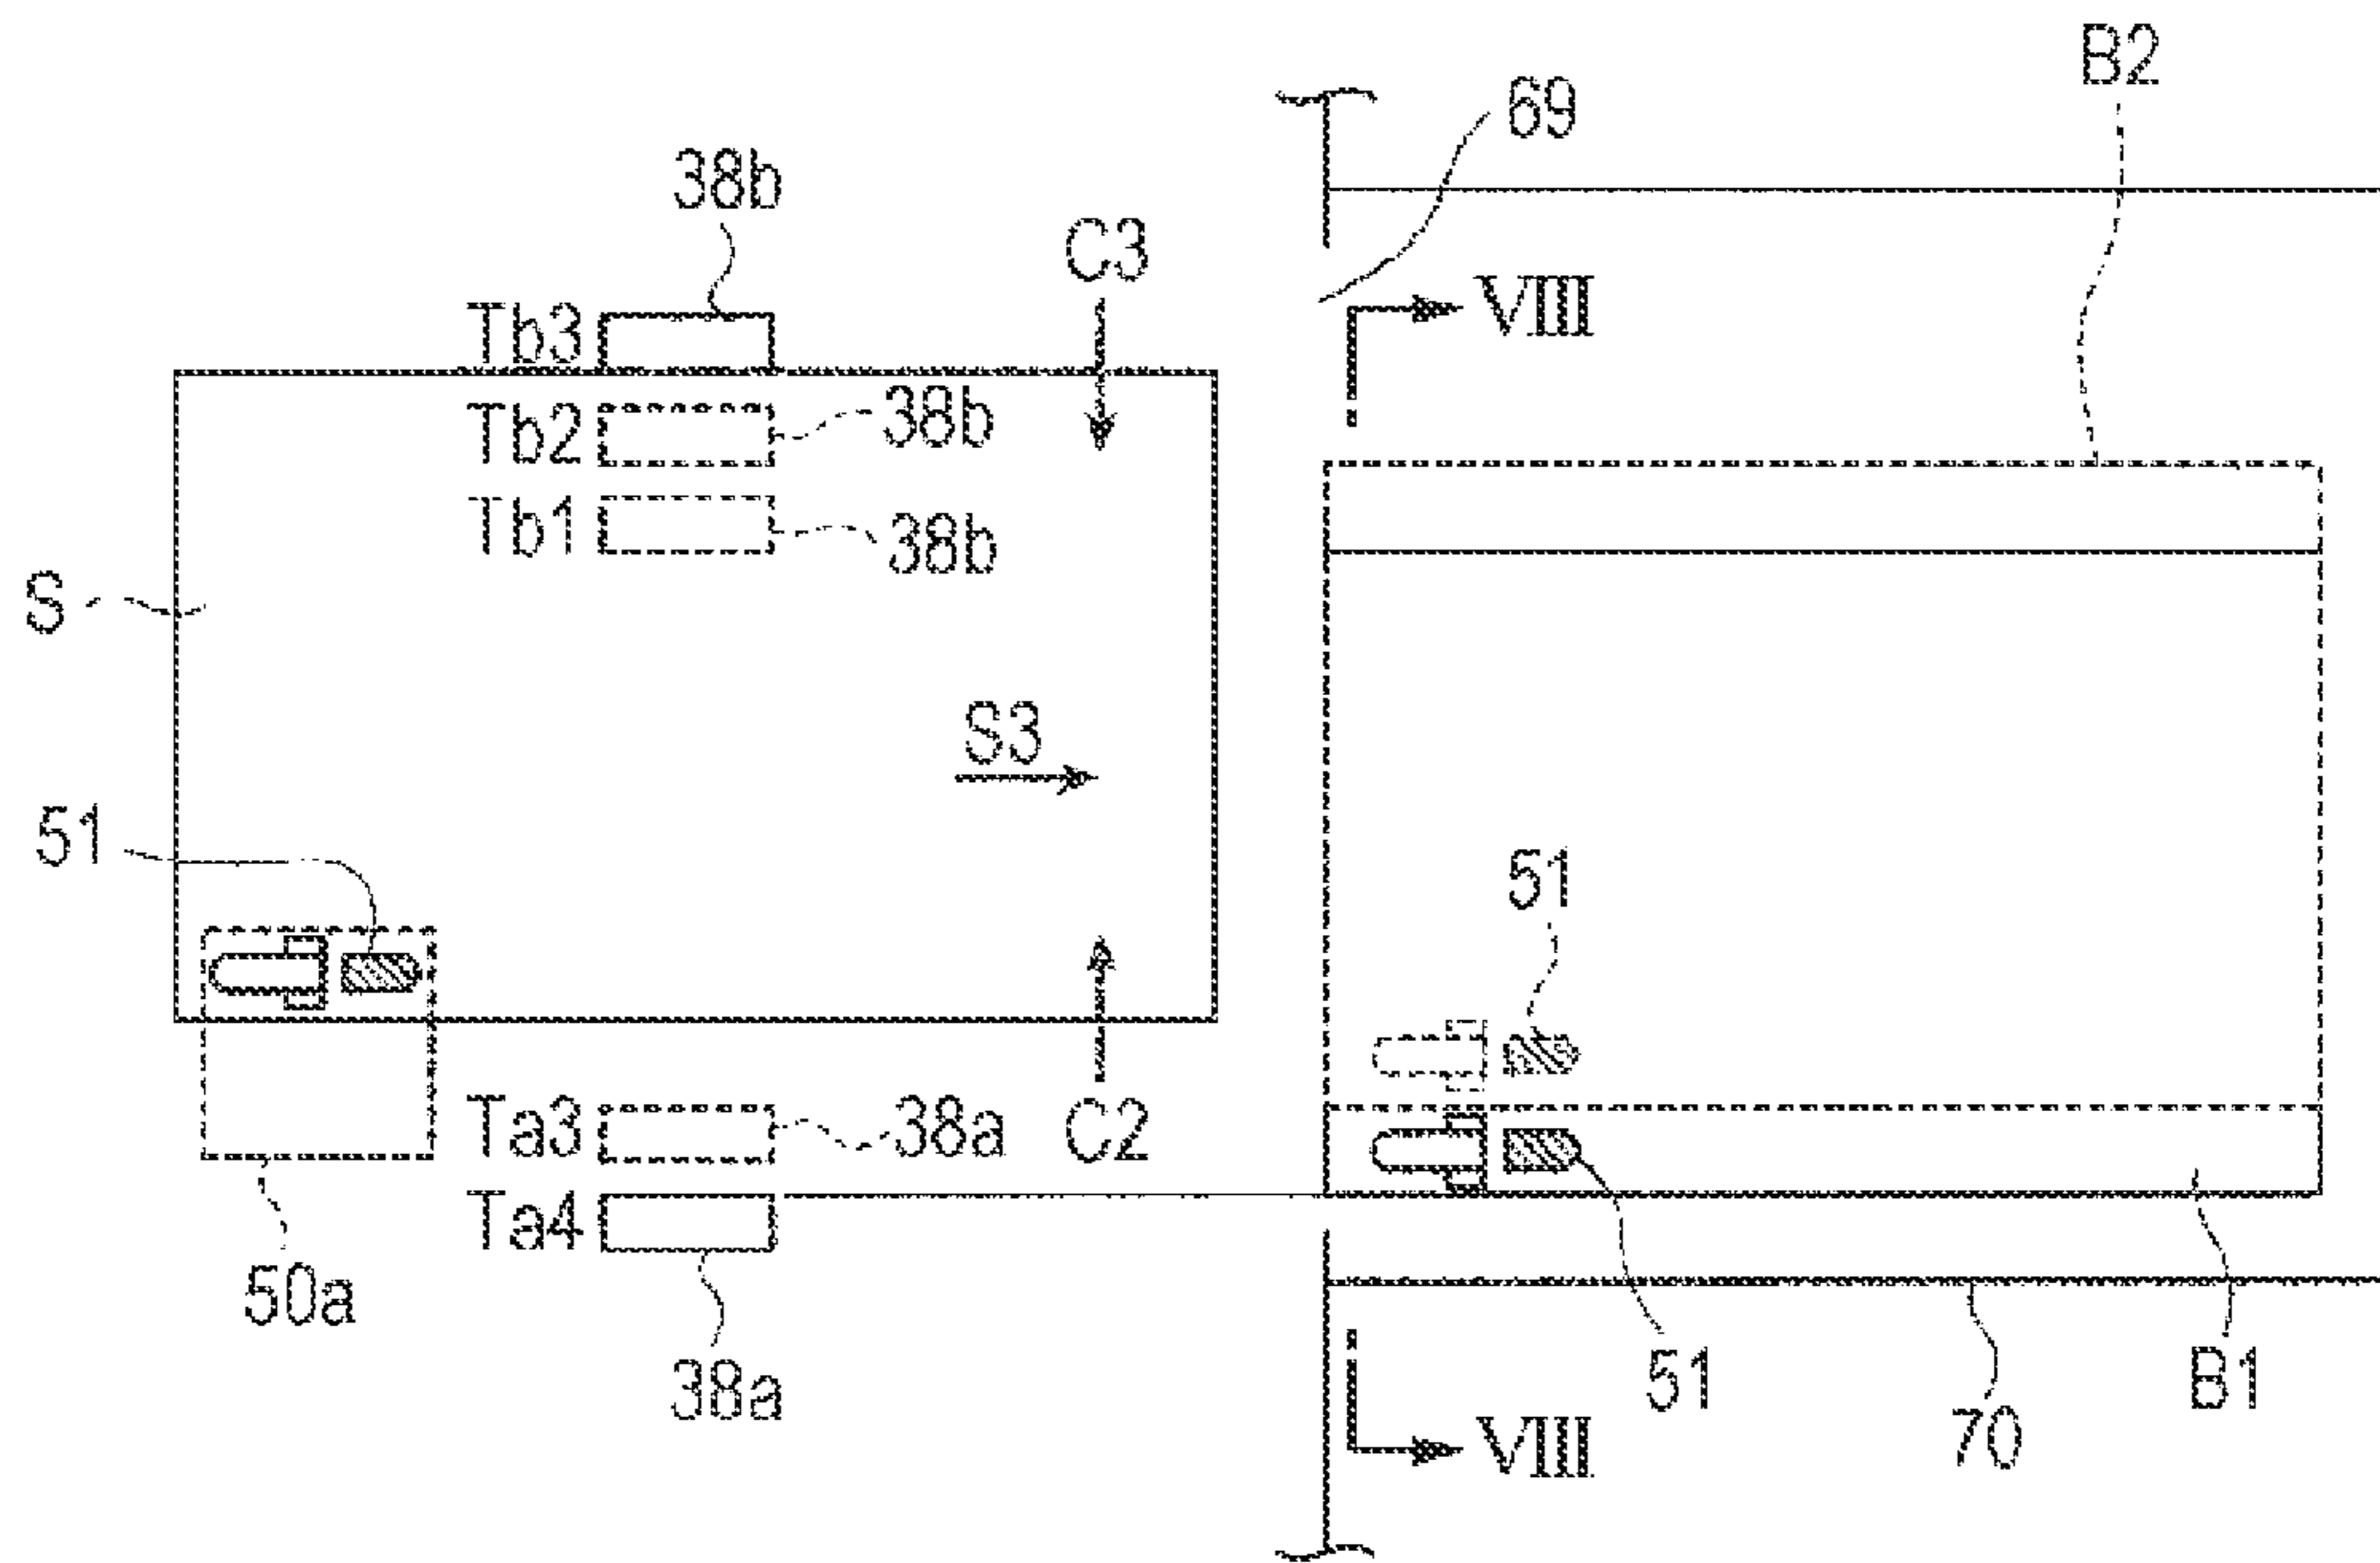 B2
69
38b
C3
VIII
Tb3
Tb2 38b
Tb1 38b
S
S3
51
51
Ta3 38a C2
Ta4
50a
38a
51
B1
70
VIII